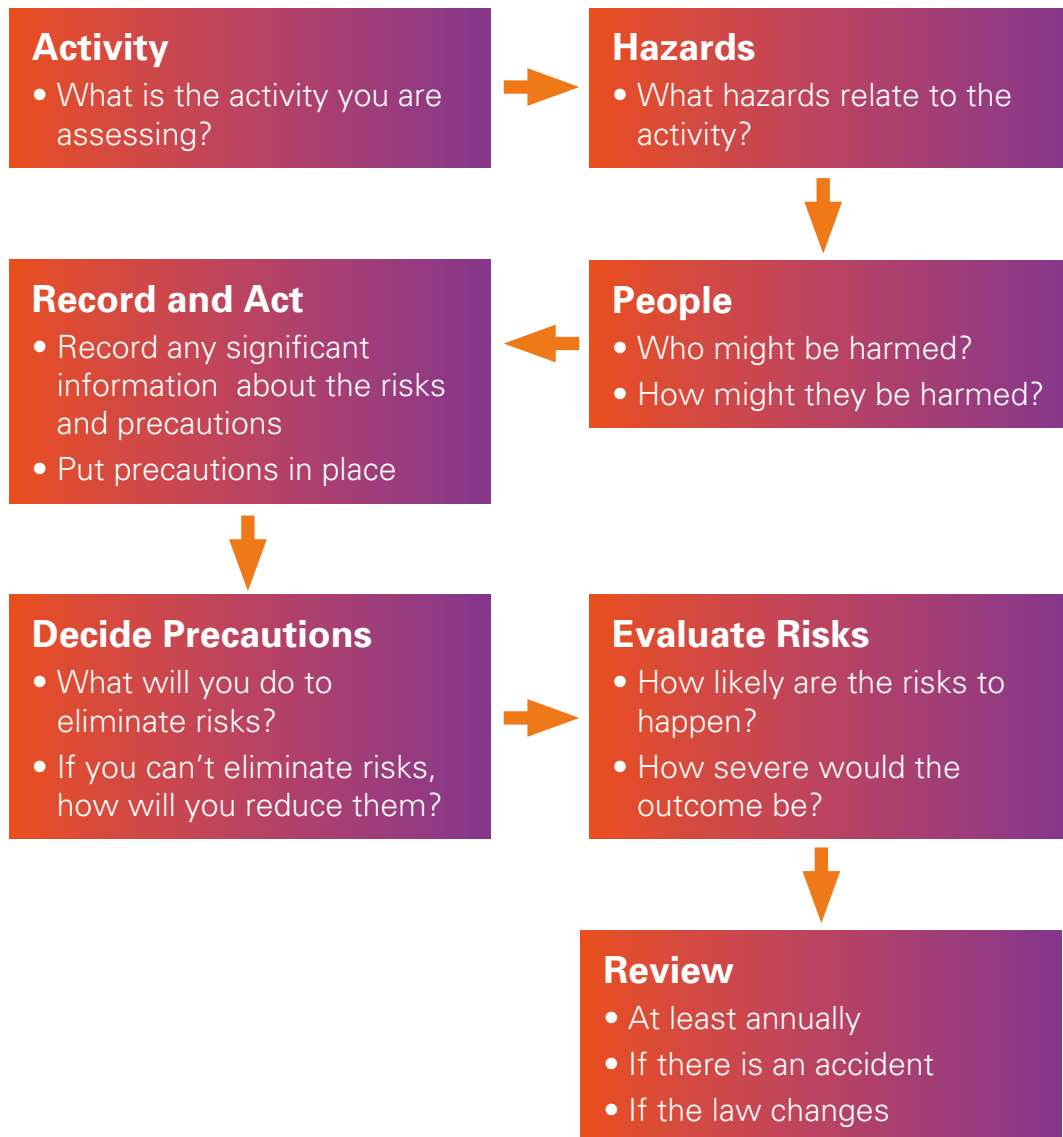 Activity
• What is the activity you are
assessing?
Hazards
• What hazards relate to the
activity?
People
• Who might be harmed?
• How might they be harmed?
Record and Act
• Record any significant
information  about the risks
and precautions
• Put precautions in place
Decide Precautions
• What will you do to
eliminate risks?
• If you can’t eliminate risks,
how will you reduce them?
Evaluate Risks
• How likely are the risks to
happen?
• How severe would the
outcome be?
Review
• At least annually
• If there is an accident
• If the law changes